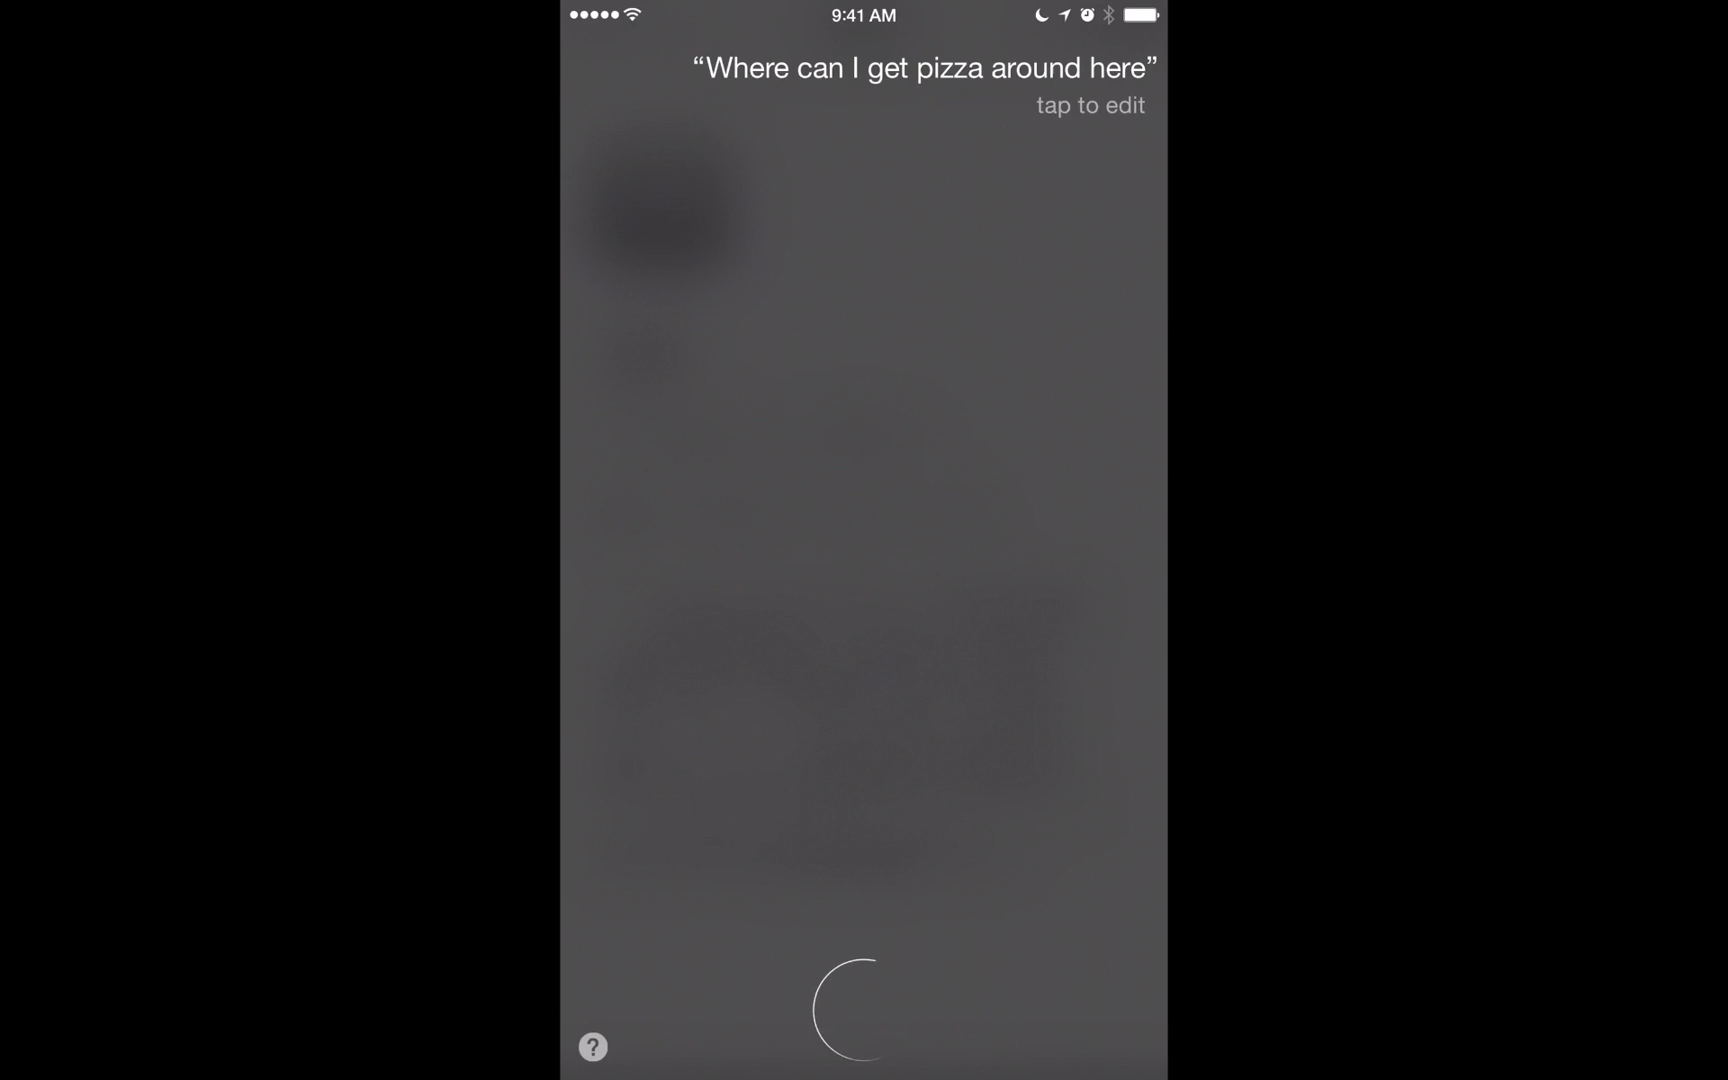 9:41 AM
“Where can I get pizza around here”
tap to edit
?